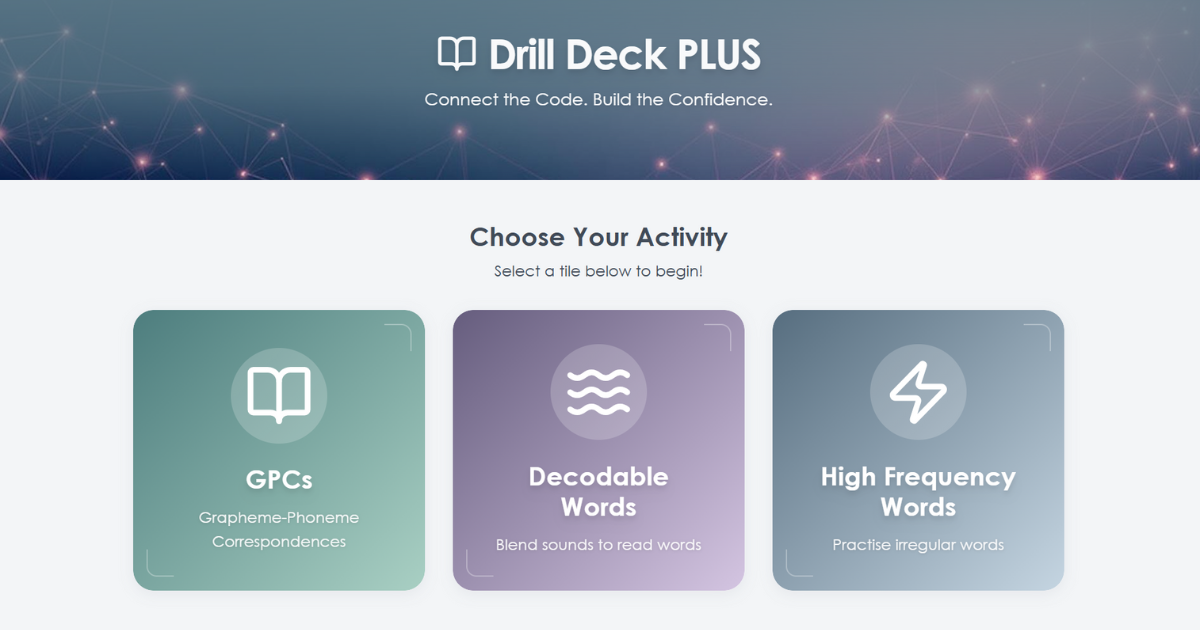 Drill Deck PLUS
Connect the Code. Build the Confidence.
Choose Your Activity
Select a tile below to begin!
GPCs
Grapheme-Phoneme
Correspondences
Decodable
Words
Blend sounds to read words
High Frequency
Words
Practise irregular words